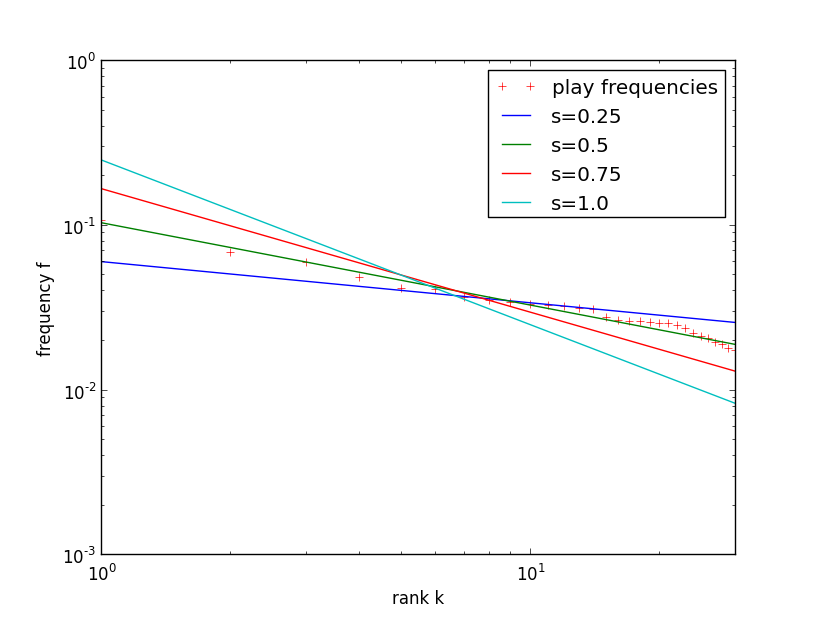 10^0
play frequencies
s=0.25
s=0.5
s=0.75
s=1.0
10^-1
frequency f
10^-2
10^-3
10^0
10^1
rank k